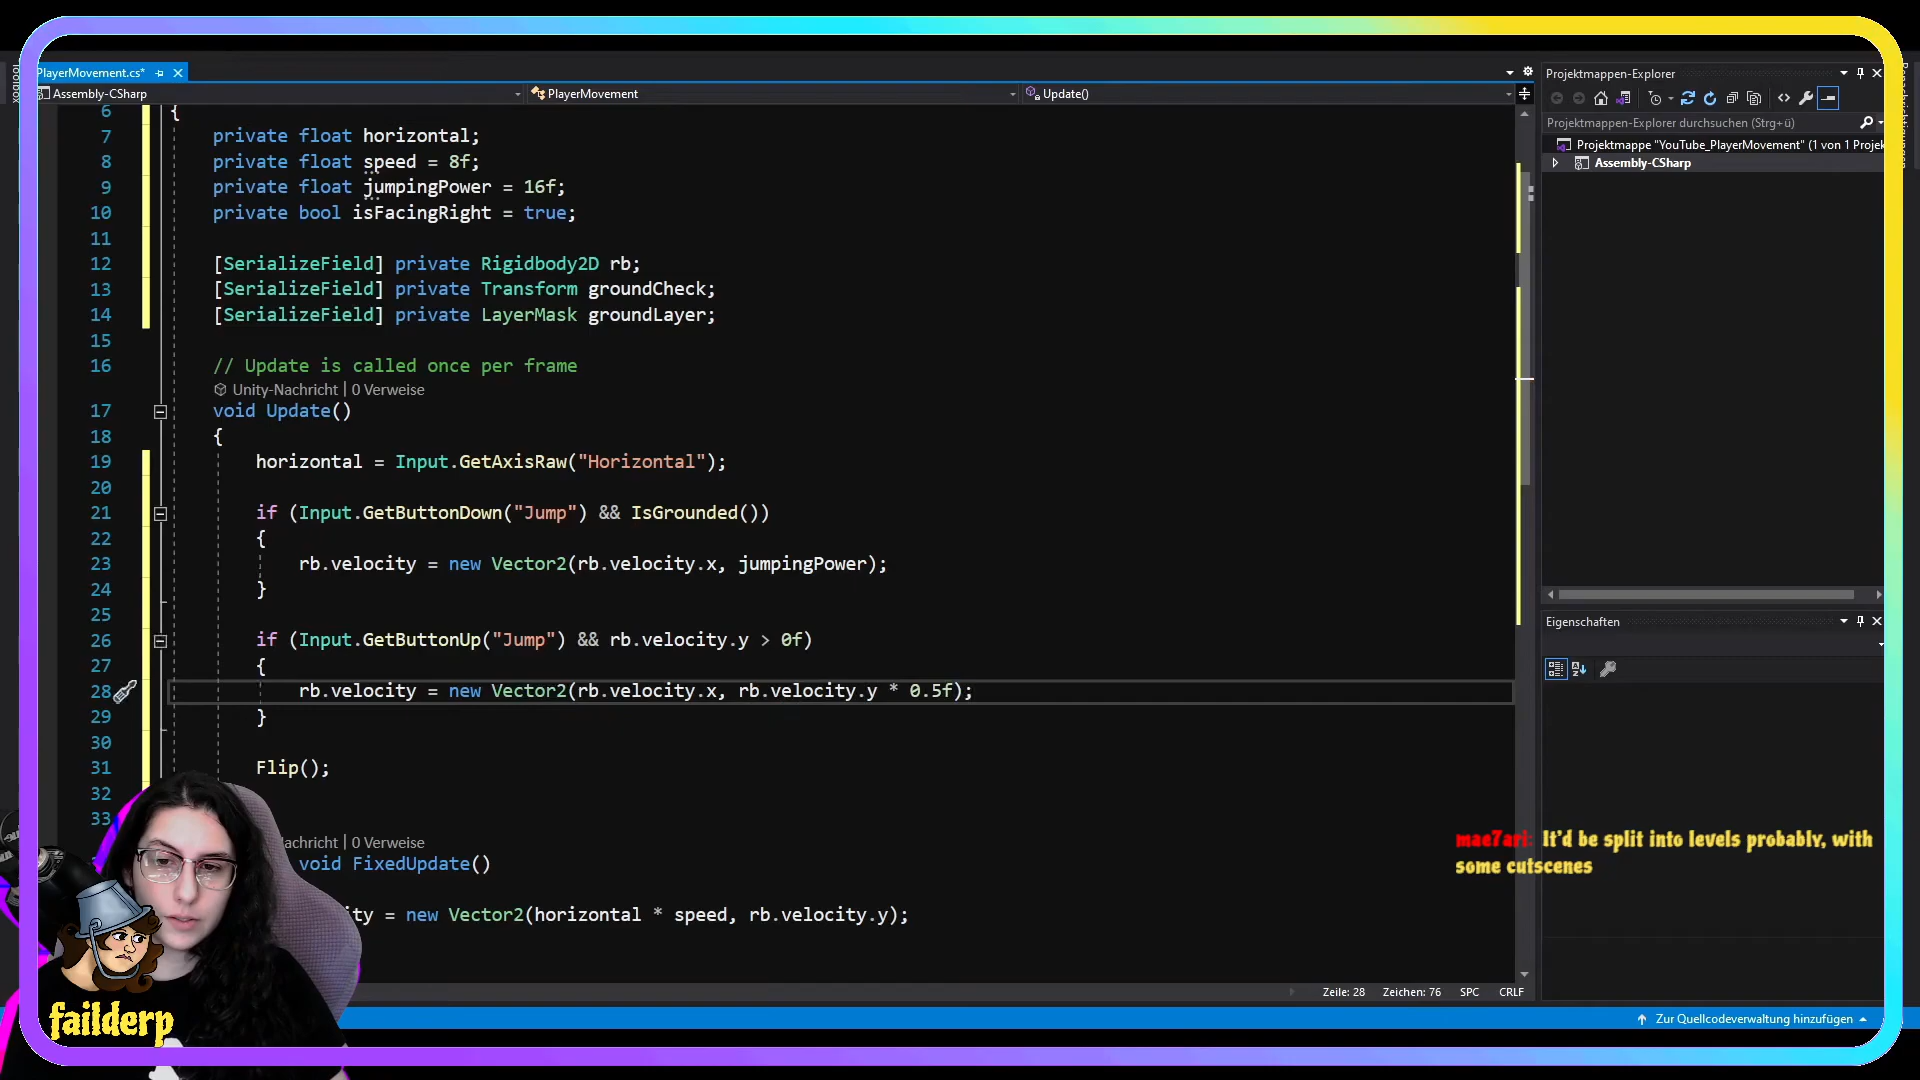 PlayerMovement.cs*
Assembly-CSharp
PlayerMovement
Update()
6 {
7 private float horizontal;
8 private float speed = 8f;
9 private float jumpingPower = 16f;
10 private bool isFacingRight = true;
11
12 [SerializeField] private Rigidbody2D rb;
13 [SerializeField] private Transform groundCheck;
14 [SerializeField] private LayerMask groundLayer;
15
16 // Update is called once per frame
Unity-Nachricht | 0 Verweise
17 void Update()
18 {
19 horizontal = Input.GetAxisRaw("Horizontal");
20
21 if (Input.GetButtonDown("Jump") && IsGrounded())
22 {
23 rb.velocity = new Vector2(rb.velocity.x, jumpingPower);
24 }
25
26 if (Input.GetButtonUp("Jump") && rb.velocity.y > 0f)
27 {
28 rb.velocity = new Vector2(rb.velocity.x, rb.velocity.y * 0.5f);
29 }
30
31 Flip();
32
33
achricht | 0 Verweise
void FixedUpdate()
ty = new Vector2(horizontal * speed, rb.velocity.y);
Zeile: 28 Zeichen: 76 SPC CRLF
Zur Quellcodeverwaltung hinzufügen
Projektmappen-Explorer
Projektmappen-Explorer durchsuchen (Strg+ü)
Projektmappe "YouTube_PlayerMovement" (1 von 1 Projek
Assembly-CSharp
Eigenschaften
mae7ari: It'd be split into levels probably, with
some cutscenes
failderp